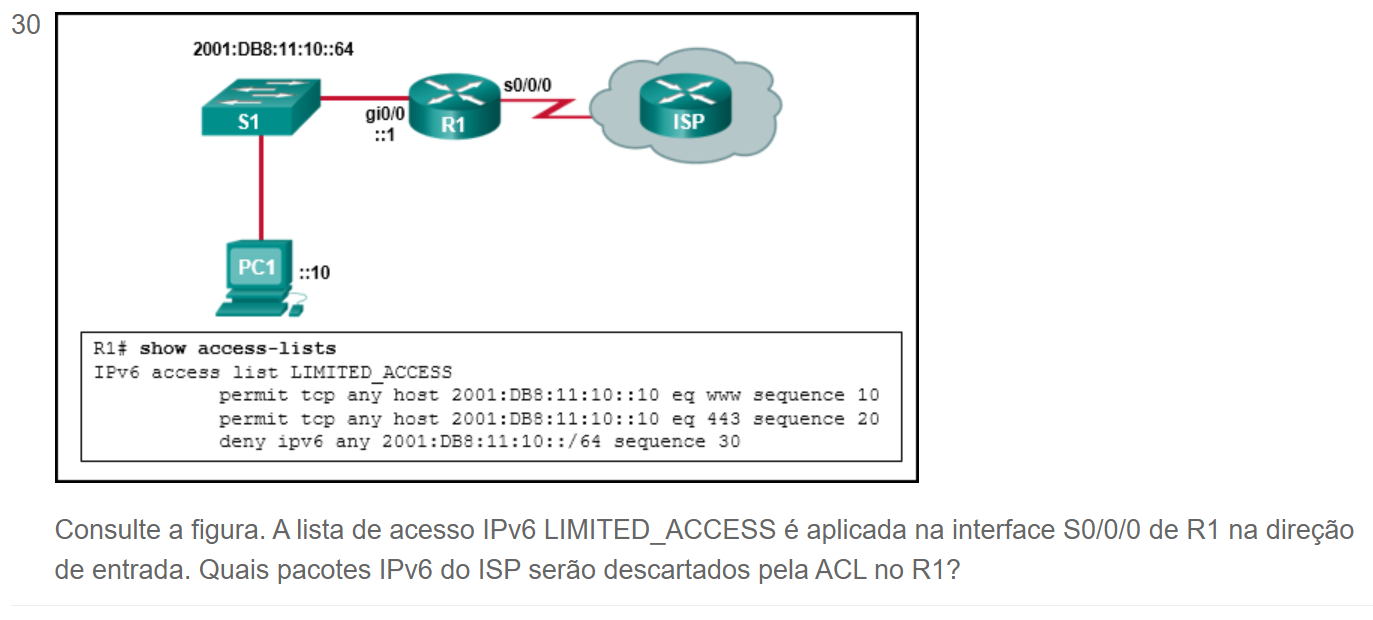 30
2001:DB8:11:10::64
s0/0/0
gi0/0
::1
S1
R1
ISP
PC1
::10
R1# show access-lists
IPv6 access list LIMITED_ACCESS
permit tcp any host 2001:DB8:11:10::10 eq www sequence 10
permit tcp any host 2001:DB8:11:10::10 eq 443 sequence 20
deny ipv6 any 2001:DB8:11:10::/64 sequence 30
Consulte a figura. A lista de acesso IPv6 LIMITED_ACCESS é aplicada na interface S0/0/0 de R1 na direção
de entrada. Quais pacotes IPv6 do ISP serão descartados pela ACL no R1?